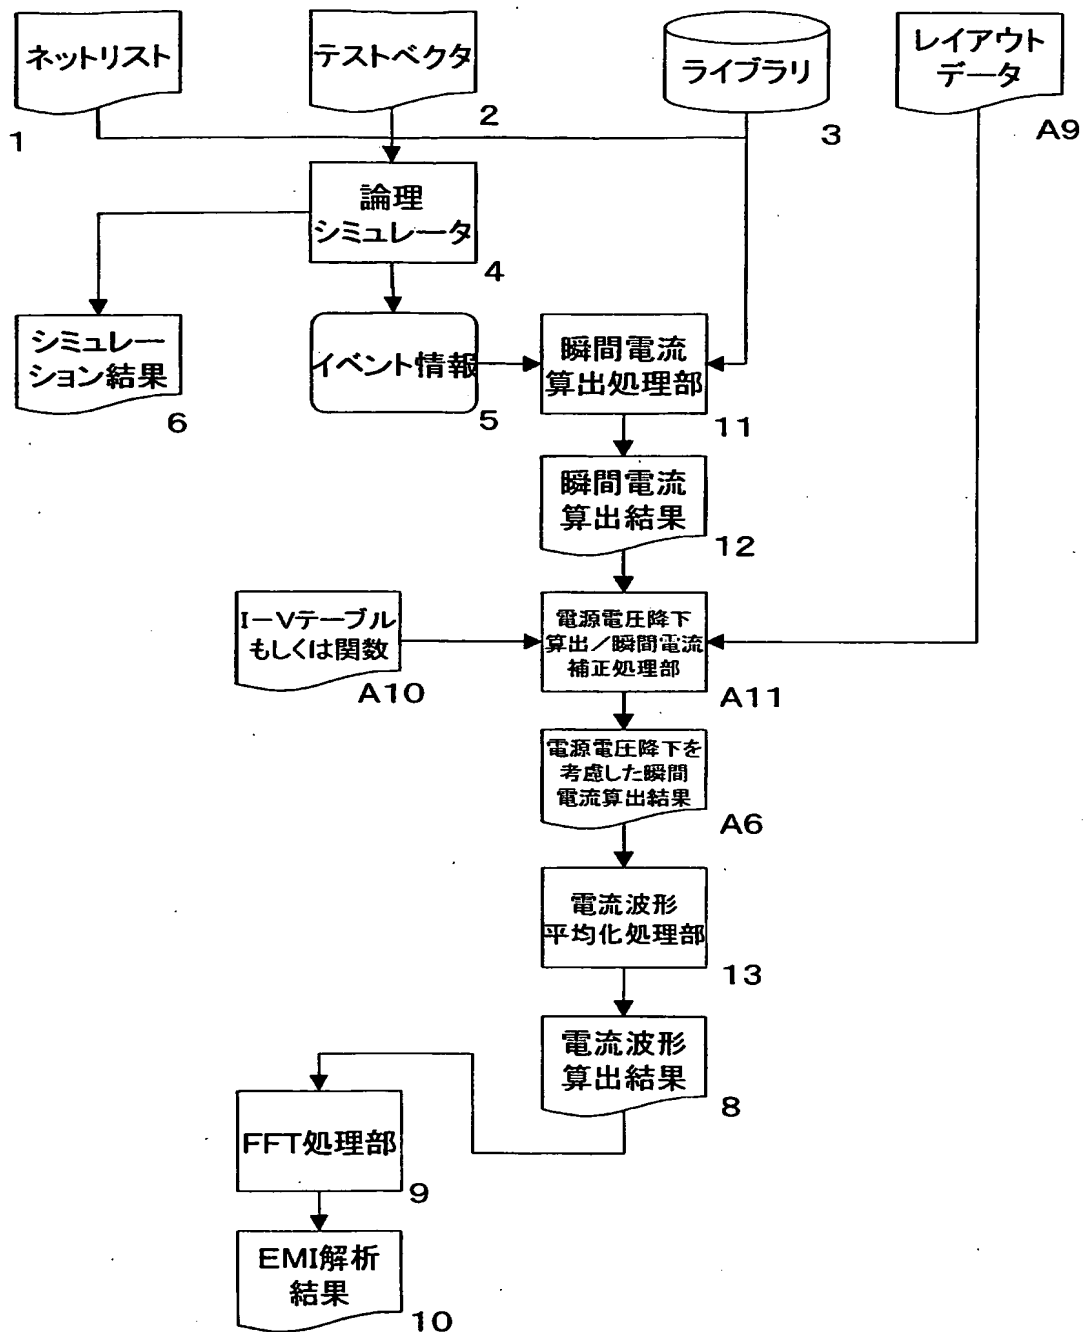 ネットリスト
1
テストベクタ
2
ライブラリ
3
レイアウト
データ
A9
論理
シミュレータ
4
シミュレー
ション結果
6
イベント情報
5
瞬間電流
算出処理部
11
瞬間電流
算出結果
12
I－Vテーブル
もしくは関数
A10
電源電圧降下
算出／瞬間電流
補正処理部
A11
電源電圧降下を
考慮した瞬間
電流算出結果
A6
電流波形
平均化処理部
13
電流波形
算出結果
8
FFT処理部
9
EMI解析
結果
10